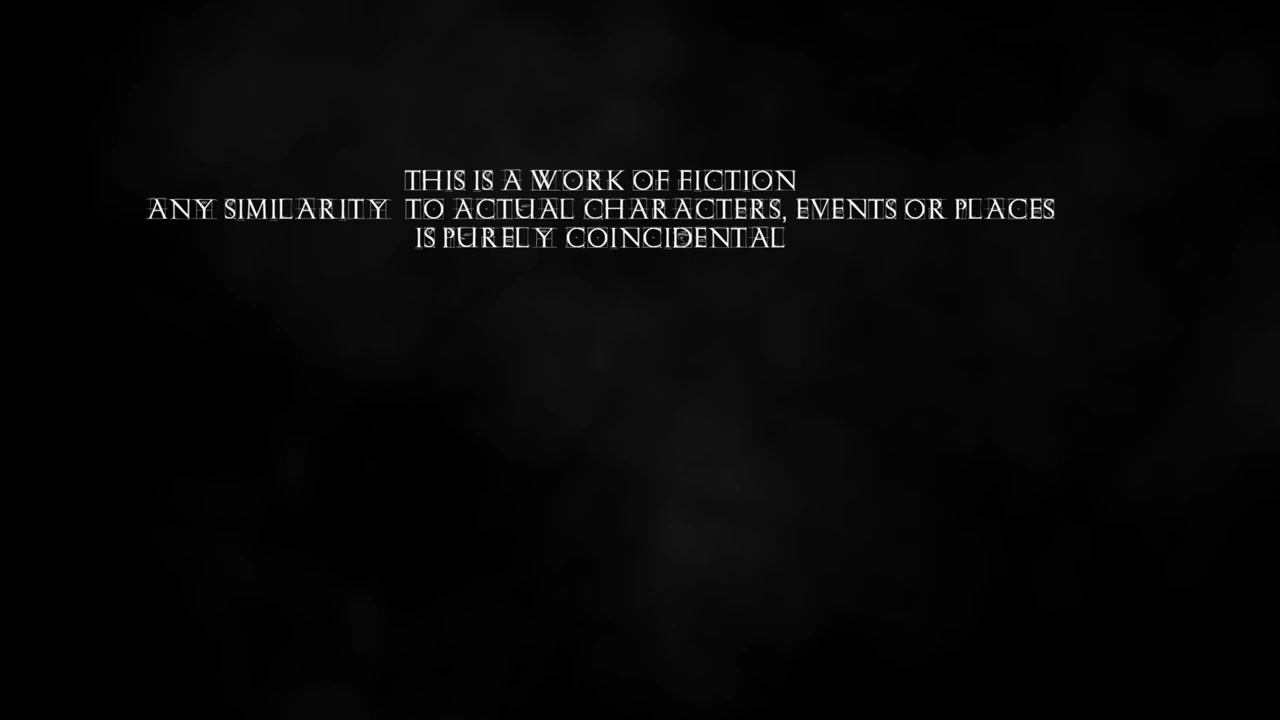 THIS IS A WORK OF FICTION
ANY SIMILARITY TO ACTUAL CHARACTERS, EVENTS OR PLACES
IS PURELY COINCIDENTAL